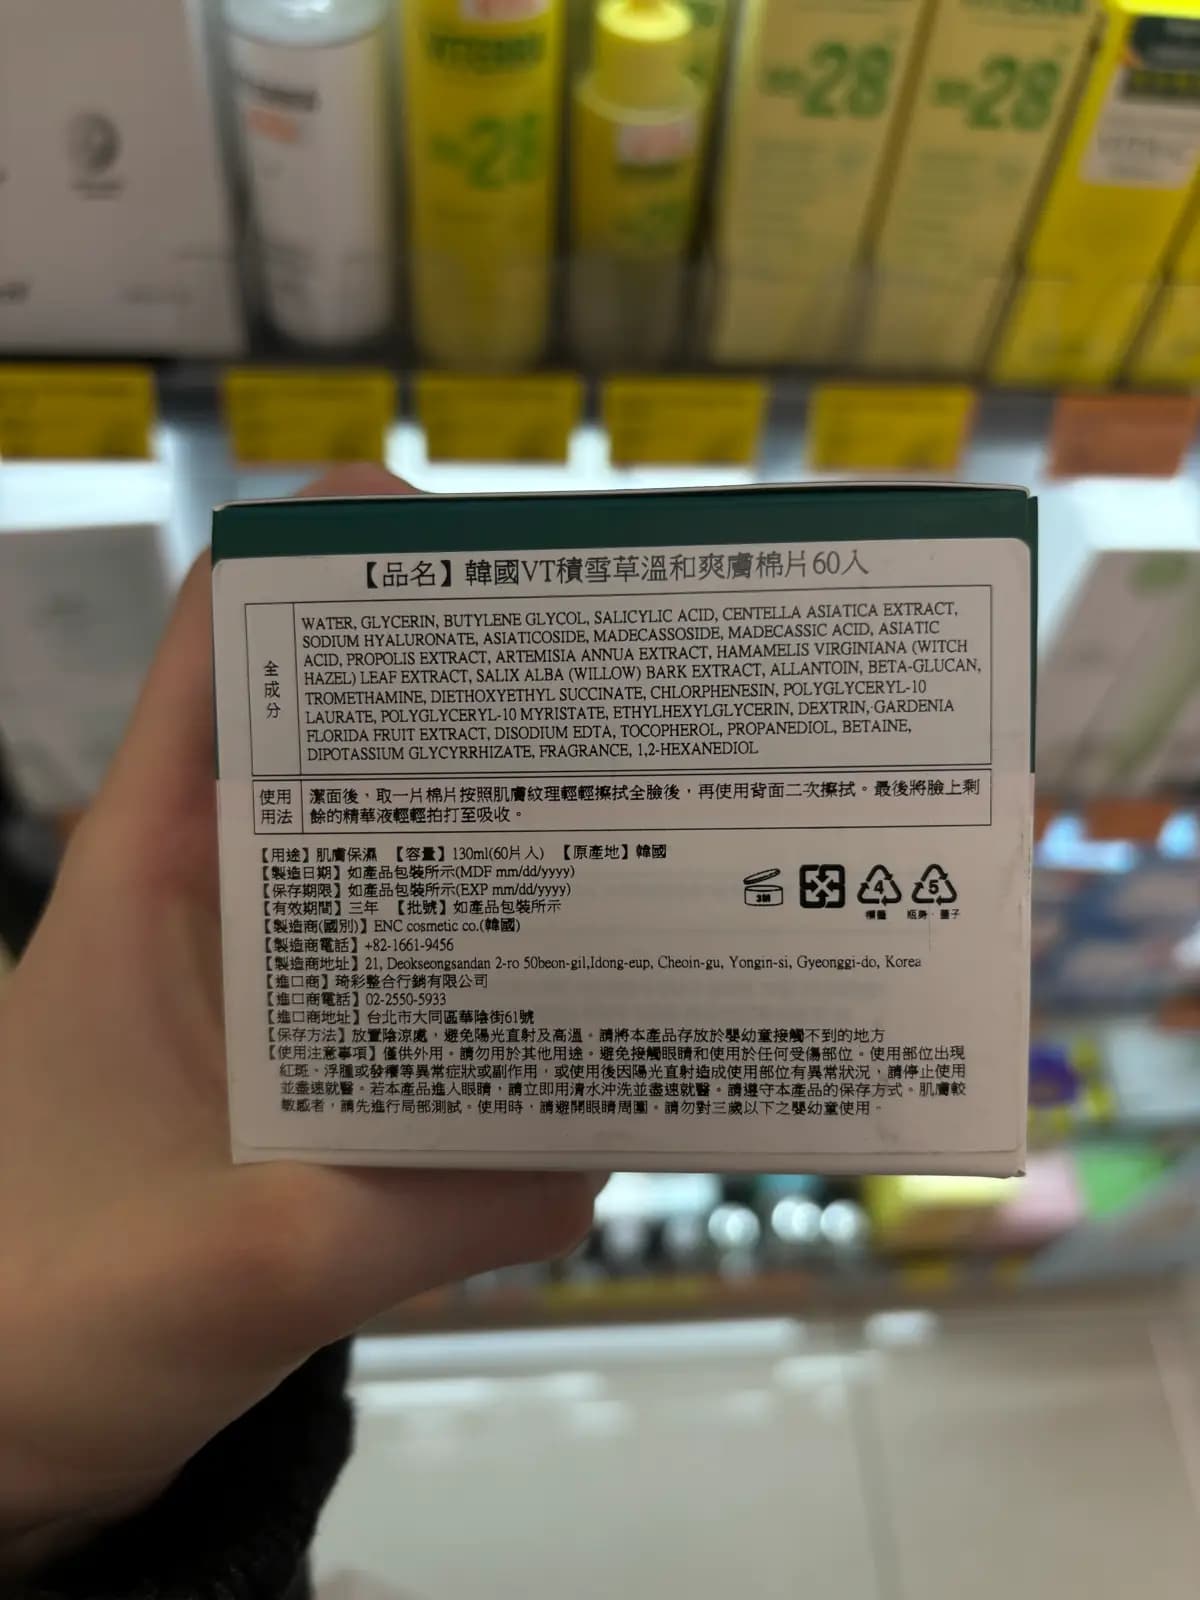 28
28
【品名】韓國VT積雪草溫和爽膚棉片60入
全成分
WATER, GLYCERIN, BUTYLENE GLYCOL, SALICYLIC ACID, CENTELLA ASIATICA EXTRACT,
SODIUM HYALURONATE, ASIATICOSIDE, MADECASSOSIDE, MADECASSIC ACID, ASIATIC
ACID, PROPOLIS EXTRACT, ARTEMISIA ANNUA EXTRACT, HAMAMELIS VIRGINIANA (WITCH
HAZEL) LEAF EXTRACT, SALIX ALBA (WILLOW) BARK EXTRACT, ALLANTOIN, BETA-GLUCAN,
TROMETHAMINE, DIETHOXYETHYL SUCCINATE, CHLORPHENESIN, POLYGLYCERYL-10
LAURATE, POLYGLYCERYL-10 MYRISTATE, ETHYLHEXYLGLYCERIN, DEXTRIN, GARDENIA
FLORIDA FRUIT EXTRACT, DISODIUM EDTA, TOCOPHEROL, PROPANEDIOL, BETAINE,
DIPOTASSIUM GLYCYRRHIZATE, FRAGRANCE, 1,2-HEXANEDIOL
使用
用法
潔面後，取一片棉片按照肌膚紋理輕輕擦拭全臉後，再使用背面二次擦拭。最後將臉上剩
餘的精華液輕輕拍打至吸收。
【用途】肌膚保濕 【容量】130ml(60片入) 【原產地】韓國
【製造日期】如產品包裝所示(MDF mm/dd/yyyy)
【保存期限】如產品包裝所示(EXP mm/dd/yyyy)
【有效期間】三年 【批號】如產品包裝所示
【製造商(國別)】ENC cosmetic co.(韓國)
【製造商電話】+82-1661-9456
【製造商地址】21, Deokseongsandan 2-ro 50beon-gil,Idong-eup, Cheoin-gu, Yongin-si, Gyeonggi-do, Korea
【進口商】琦彩整合行銷有限公司
【進口商電話】02-2550-5933
【進口商地址】台北市大同區華陰街61號
【保存方法】放置陰涼處，避免陽光直射及高溫。請將本產品存放於嬰幼童接觸不到的地方
【使用注意事項】僅供外用。請勿用於其他用途。避免接觸眼睛和使用於任何受傷部位。使用部位出現
紅斑、浮腫或發癢等異常症狀或副作用，或使用後因陽光直射造成使用部位有異常狀況，請停止使用
並盡速就醫。若本產品進入眼睛，請立即用清水沖洗並盡速就醫。請遵守本產品的保存方式。肌膚較
敏感者，請先進行局部測試。使用時，請避開眼睛周圍。請勿對三歲以下之嬰幼童使用。
3M
4
5
標籤
瓶身、蓋子